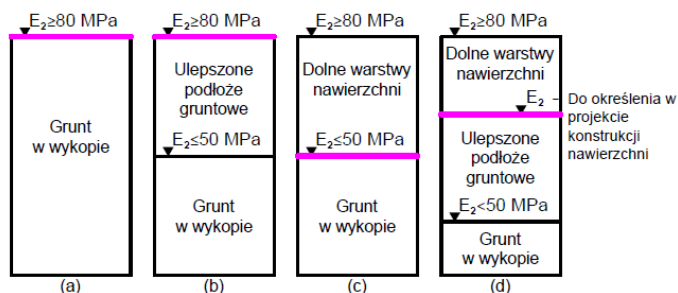 E₂≥80 MPa
Grunt
w wykopie
(a)
E₂≥80 MPa
Ulepszone
podłoże
gruntowe
E₂≤50 MPa
Grunt
w wykopie
(b)
E₂≥80 MPa
Dolne warstwy
nawierzchni
E₂≤50 MPa
Grunt
w wykopie
(c)
E₂≥80 MPa
Dolne warstwy
nawierzchni
E₂ - Do określenia w
projekcie
konstrukcji
nawierzchni
Ulepszone
podłoże
gruntowe
E₂<50 MPa
Grunt
w wykopie
(d)